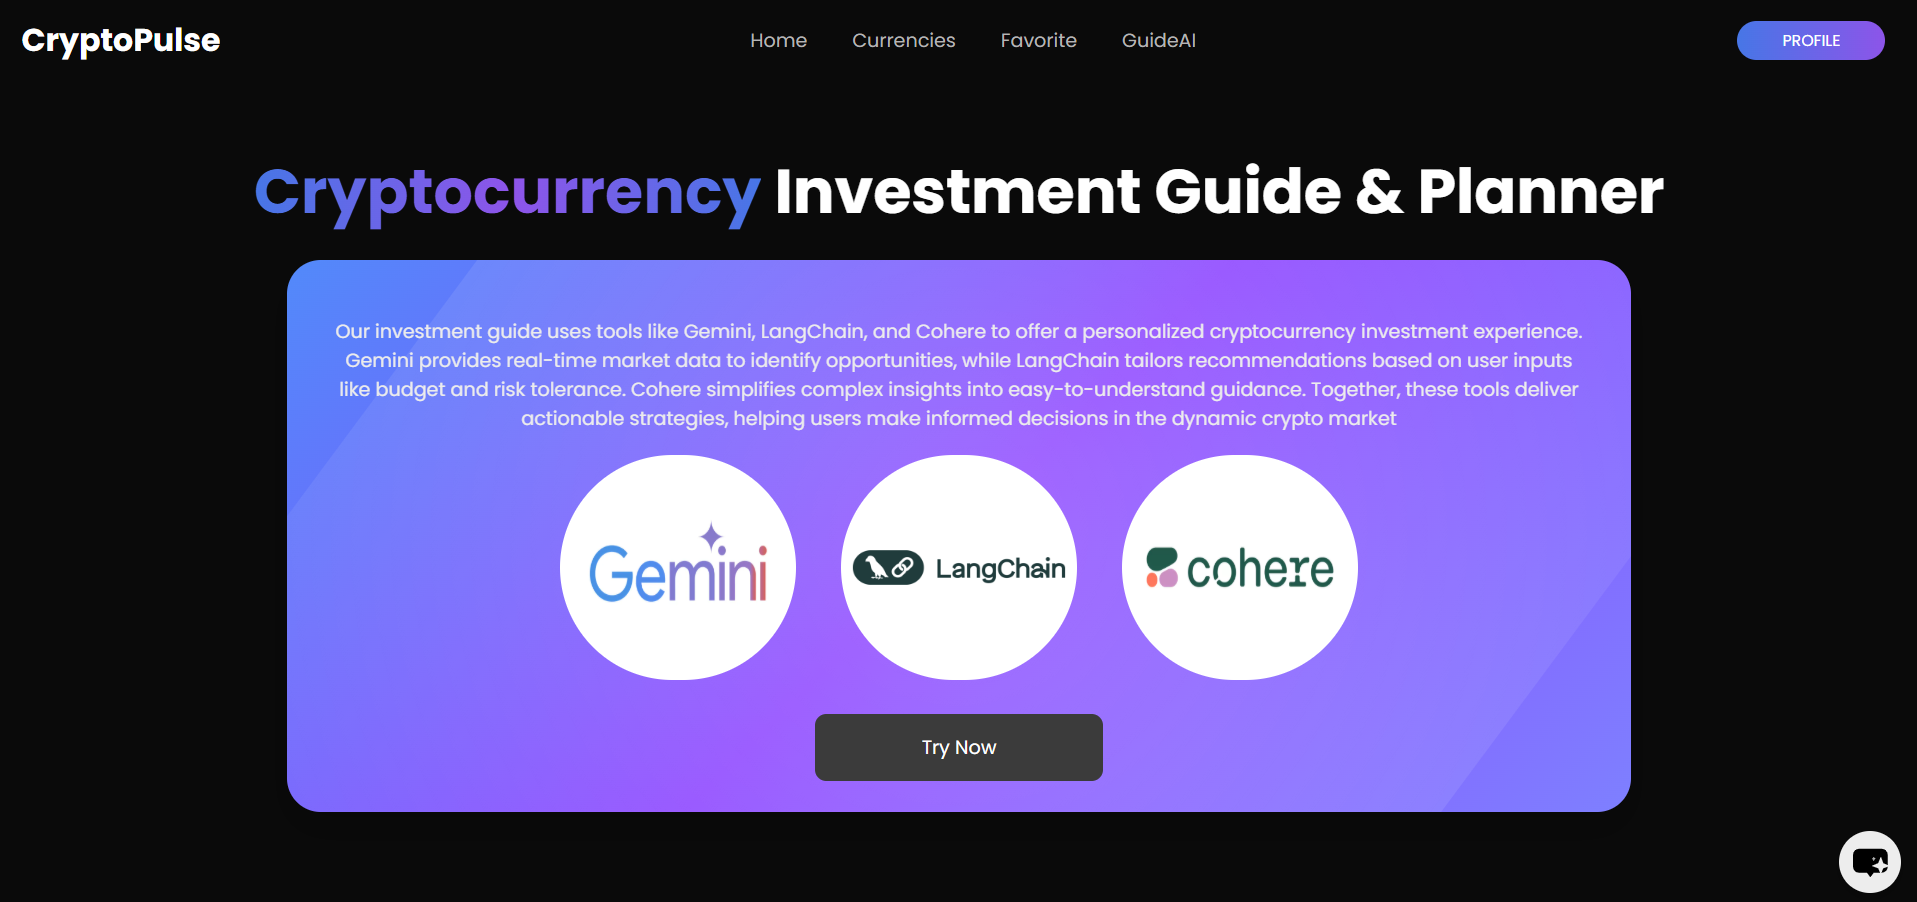 CryptoPulse
Home
Currencies
Favorite
GuideAI
PROFILE
Cryptocurrency Investment Guide & Planner
Our investment guide uses tools like Gemini, LangChain, and Cohere to offer a personalized cryptocurrency investment experience.
Gemini provides real-time market data to identify opportunities, while LangChain tailors recommendations based on user inputs
like budget and risk tolerance. Cohere simplifies complex insights into easy-to-understand guidance. Together, these tools deliver
actionable strategies, helping users make informed decisions in the dynamic crypto market
Gemini
LangChain
cohere
Try Now